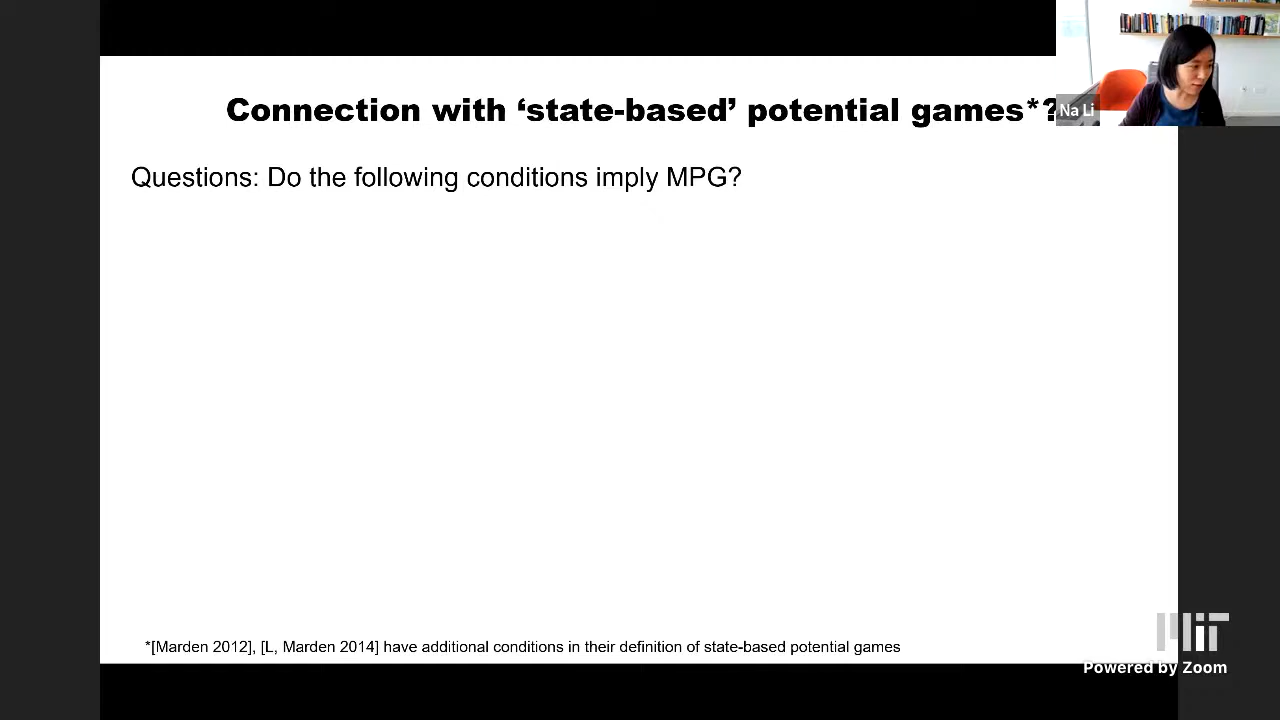 Connection with ‘state-based’ potential games*?
Na Li
Questions: Do the following conditions imply MPG?
*[Marden 2012], [L, Marden 2014] have additional conditions in their definition of state-based potential games
MIT
Powered by Zoom